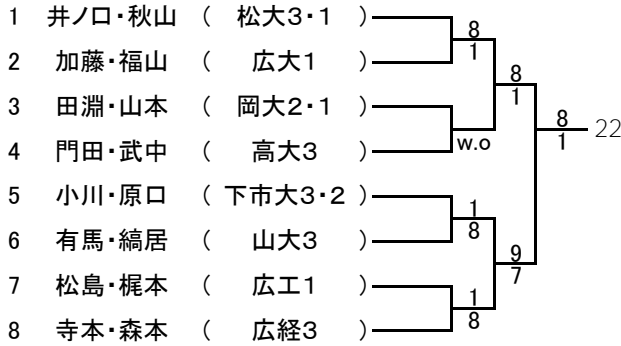 1 井ノ口・秋山 ( 松大3・1 )
8
1
2 加藤・福山 ( 広大1 )
8
1
3 田淵・山本 ( 岡大2・1 )
8
1
22
w.o
4 門田・武中 ( 高大3 )
5 小川・原口 ( 下市大3・2 )
1
8
6 有馬・縞居 ( 山大3 )
9
7
7 松島・梶本 ( 広工1 )
1
8
8 寺本・森本 ( 広経3 )